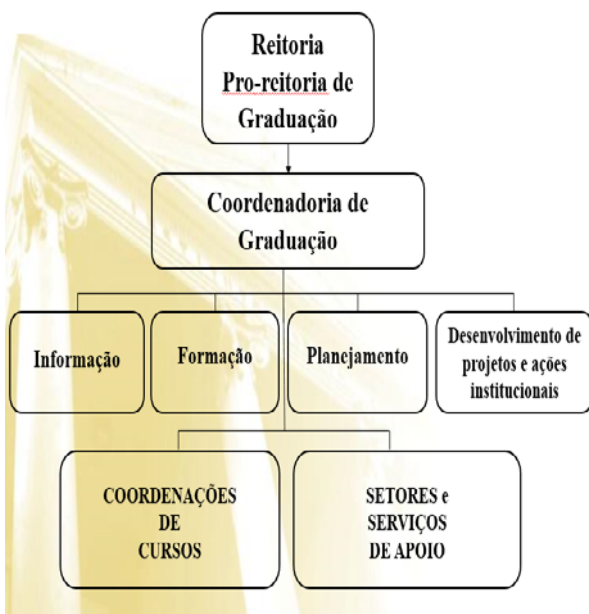 Reitoria
Pro-reitoria de
Graduação
Coordenadoria de
Graduação
Informação
Formação
Planejamento
Desenvolvimento de
projetos e ações
institucionais
COORDENAÇÕES
DE
CURSOS
SETORES e
SERVIÇOS
DE APOIO